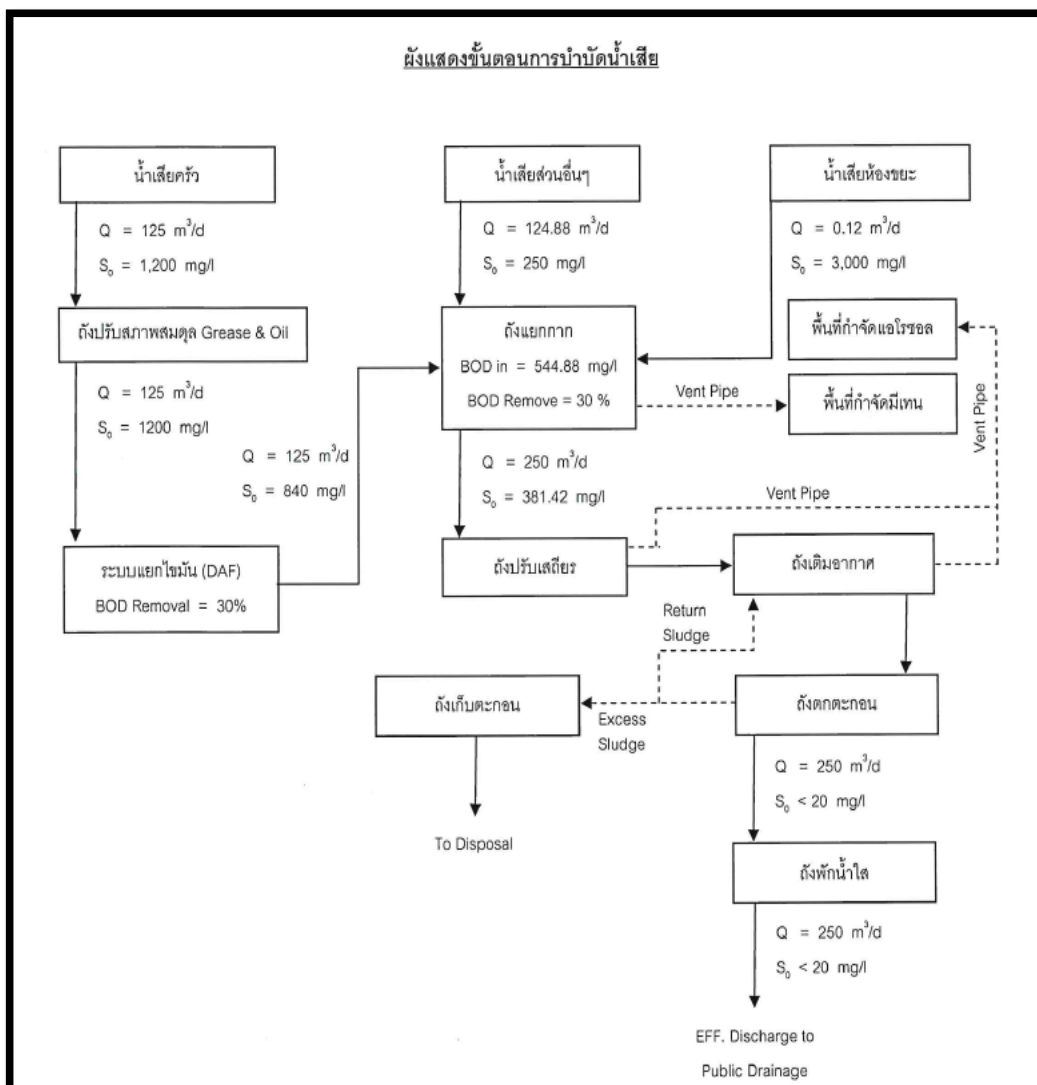 ผังแสดงขั้นตอนการบำบัดน้ำเสีย
น้ำเสียครัว
น้ำเสียส่วนอื่นๆ
น้ำเสียห้องขยะ
Q = 125 m³/d
S₀ = 1,200 mg/l
Q = 124.88 m³/d
S₀ = 250 mg/l
Q = 0.12 m³/d
S₀ = 3,000 mg/l
ถังปรับสภาพสมดุล Grease & Oil
ถังแยกกาก
BOD in = 544.88 mg/l
BOD Remove = 30 %
พื้นที่กำจัดแอโรซอล
Vent Pipe
พื้นที่กำจัดมีเทน
Vent Pipe
Q = 125 m³/d
S₀ = 1200 mg/l
Q = 125 m³/d
S₀ = 840 mg/l
Q = 250 m³/d
S₀ = 381.42 mg/l
Vent Pipe
ระบบแยกไขมัน (DAF)
BOD Removal = 30%
ถังปรับเสถียร
ถังเติมอากาศ
Return
Sludge
ถังเก็บตะกอน
Excess
Sludge
ถังตกตะกอน
Q = 250 m³/d
S₀ < 20 mg/l
To Disposal
ถังพักน้ำใส
Q = 250 m³/d
S₀ < 20 mg/l
EFF. Discharge to
Public Drainage